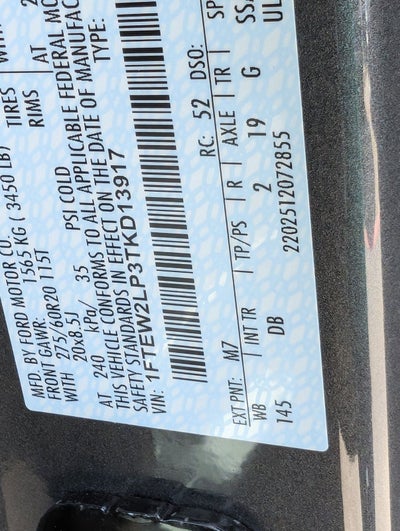 MFD. BY FORD MOTOR CO.
FRONT GAWR: 1565 KG ( 3450 LB)
WITH 275/60R20 115T TIRES
20x8.5J RIMS
AT 240 kPa/ 35 PSI COLD AT
THIS VEHICLE CONFORMS TO ALL APPLICABLE FEDERAL MO
SAFETY STANDARDS IN EFFECT ON THE DATE OF MANUFAC
VIN: 1FTEW2LP3TKD13917 TYPE:
EXT PNT: M7 RC: 52 DSO:
WB INT TR TP/PS R AXLE TR SP
145 DB 2 19 G
2202512072855